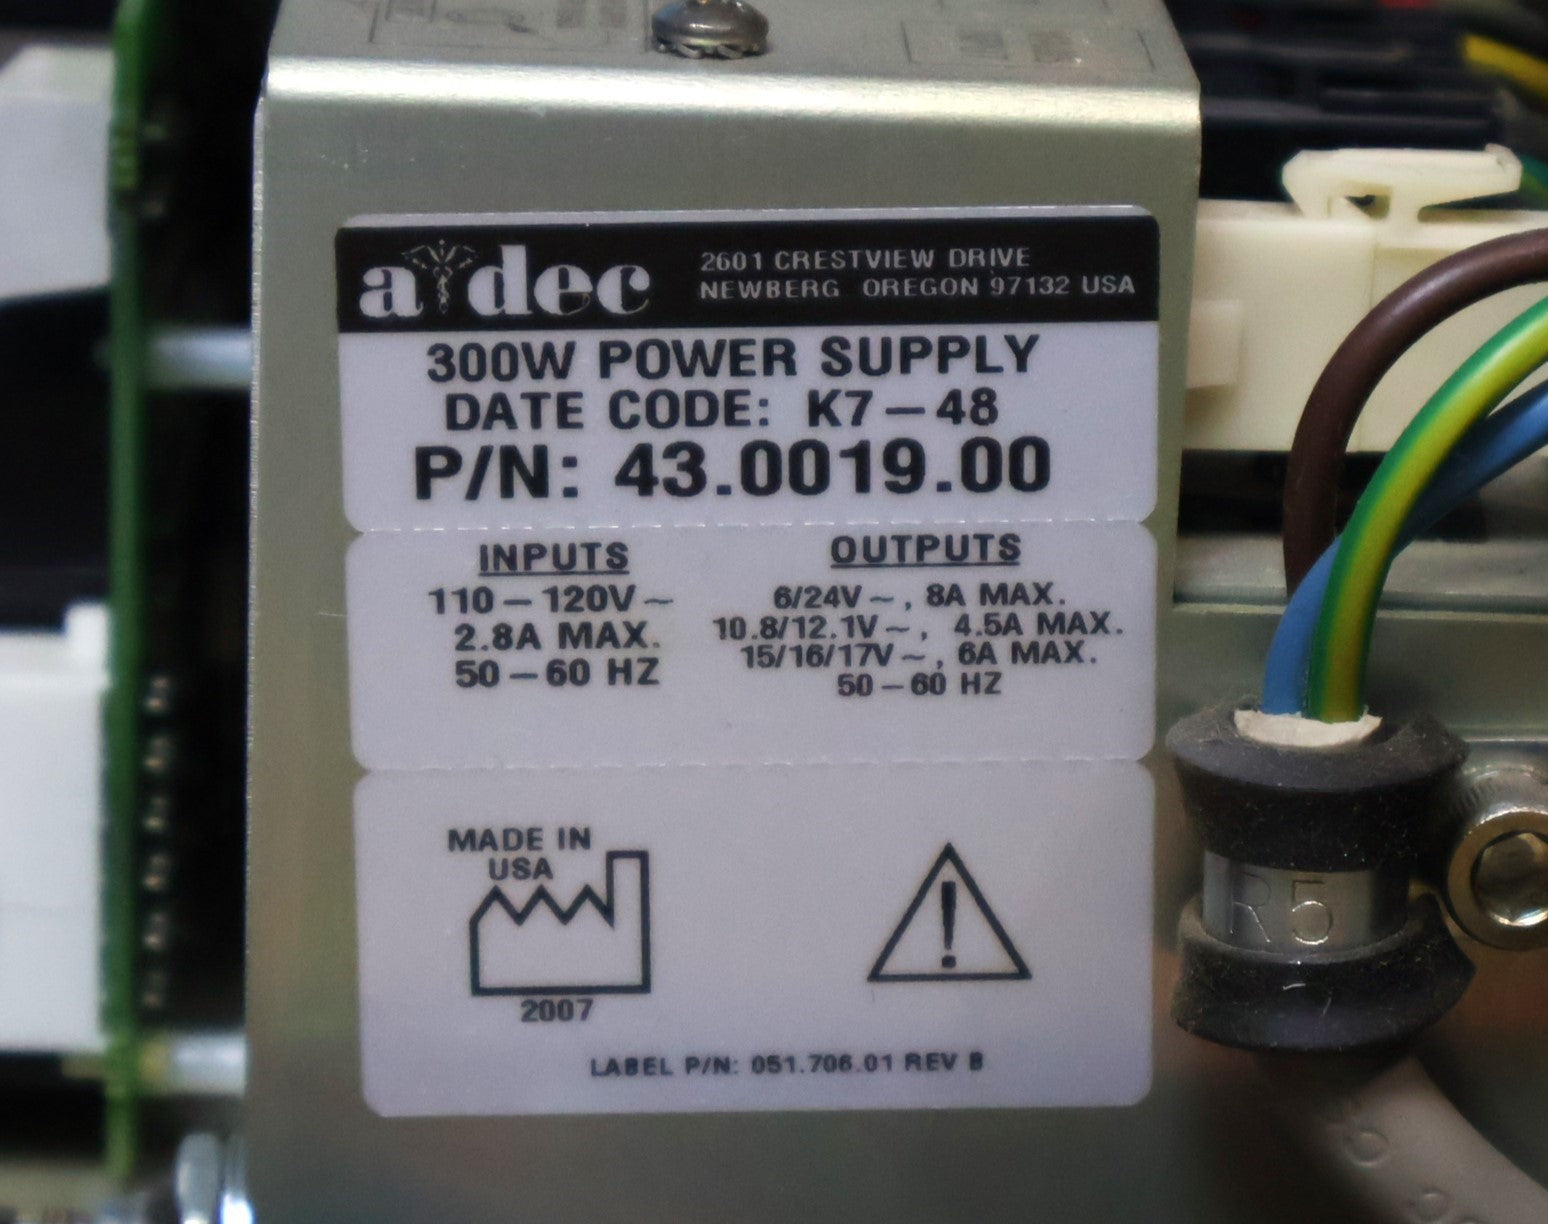 a dec
2601 CRESTVIEW DRIVE
NEWBERG OREGON 97132 USA
300W POWER SUPPLY
DATE CODE: K7-48
P/N: 43.0019.00
INPUTS
110-120V~
2.8A MAX.
50-60 HZ
OUTPUTS
6/24V~, 8A MAX.
10.8/12.1V~, 4.5A MAX.
15/16/17V~, 6A MAX.
50-60 HZ
MADE IN
USA
2007
!
LABEL P/N: 051.706.01 REV B
R5